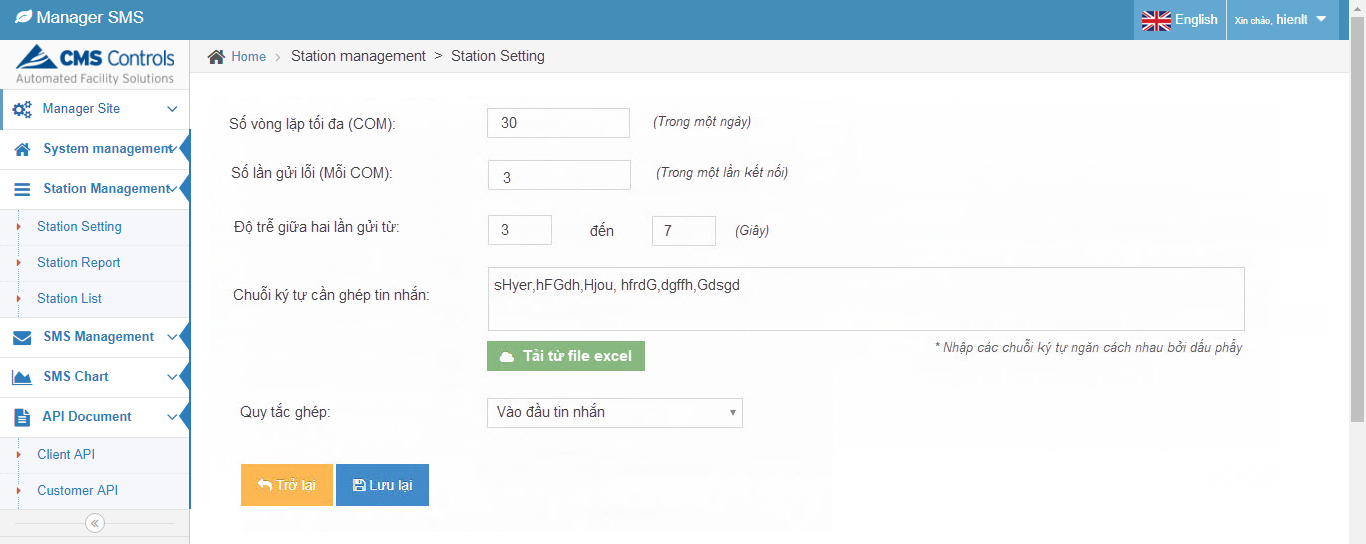 Manager SMS
English
Xin chào, hienlt
CMS Controls
Automated Facility Solutions
Home > Station management > Station Setting
Manager Site
System management
Station Management
Station Setting
Station Report
Station List
SMS Management
SMS Chart
API Document
Client API
Customer API
Số vòng lặp tối đa (COM): 30 (Trong một ngày)
Số lần gửi lỗi (Mỗi COM): 3 (Trong một lần kết nối)
Độ trễ giữa hai lần gửi từ: 3 đến 7 (Giây)
Chuỗi ký tự cần ghép tin nhắn: sHyer,hFGdh,Hjou, hfrdG,dgffh,Gdsgd
Tải từ file excel
* Nhập các chuỗi ký tự ngăn cách nhau bởi dấu phẩy
Quy tắc ghép: Vào đầu tin nhắn
Trở lại
Lưu lại